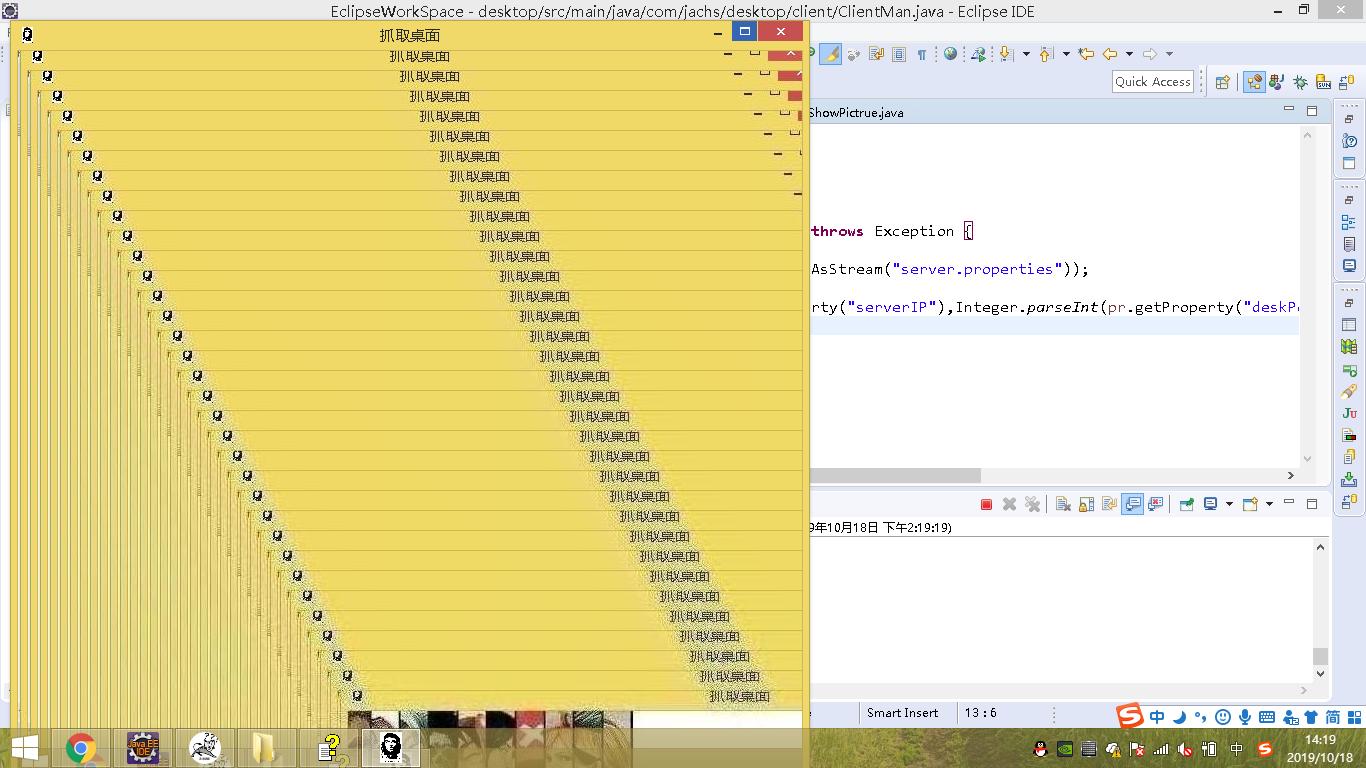 EclipseWorkSpace - desktop/src/main/java/com/jachs/desktop/client/ClientMan.java - Eclipse IDE
抓取桌面
抓取桌面
抓取桌面
Quick Access
抓取桌面
ShowPictrue.java
抓取桌面
抓取桌面
抓取桌面
抓取桌面
抓取桌面
抓取桌面
throws Exception {
抓取桌面
抓取桌面
AsStream("server.properties"));
抓取桌面
抓取桌面
rty("serverIP"),Integer.parseInt(pr.getProperty("deskP
抓取桌面
抓取桌面
抓取桌面
抓取桌面
抓取桌面
抓取桌面
抓取桌面
抓取桌面
抓取桌面
抓取桌面
抓取桌面
9年10月18日 下午2:19:19)
抓取桌面
抓取桌面
抓取桌面
抓取桌面
抓取桌面
抓取桌面
抓取桌面
抓取桌面
抓取桌面
抓取桌面
Smart Insert
13 : 6
中
简
Java EE
IDE
中
14:19
2019/10/18